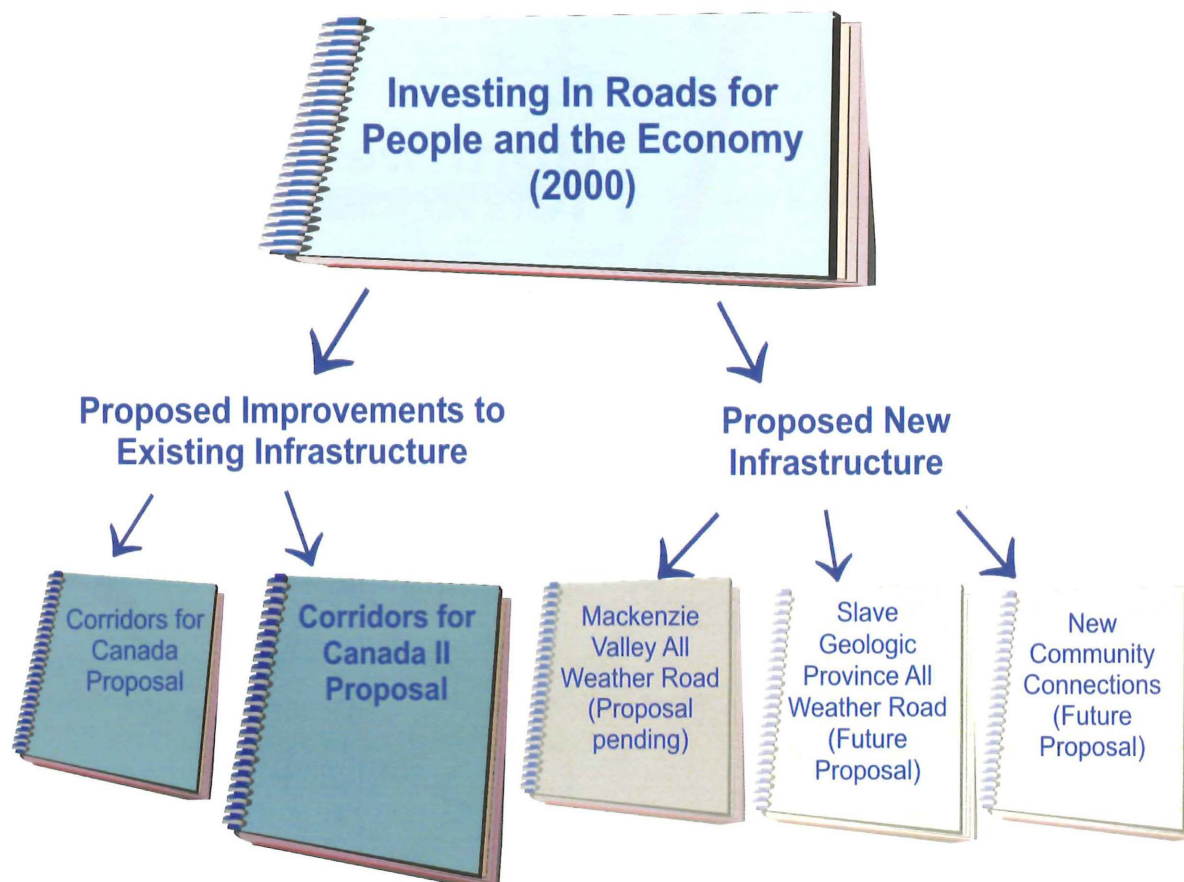 Investing In Roads for
People and the Economy
(2000)
Proposed Improvements to
Existing Infrastructure
Proposed New
Infrastructure
Corridors for
Canada
Proposal
Corridors for
Canada II
Proposal
Mackenzie
Valley All
Weather Road
(Proposal
pending)
Slave
Geologic
Province All
Weather Road
(Future
Proposal)
New
Community
Connections
(Future
Proposal)